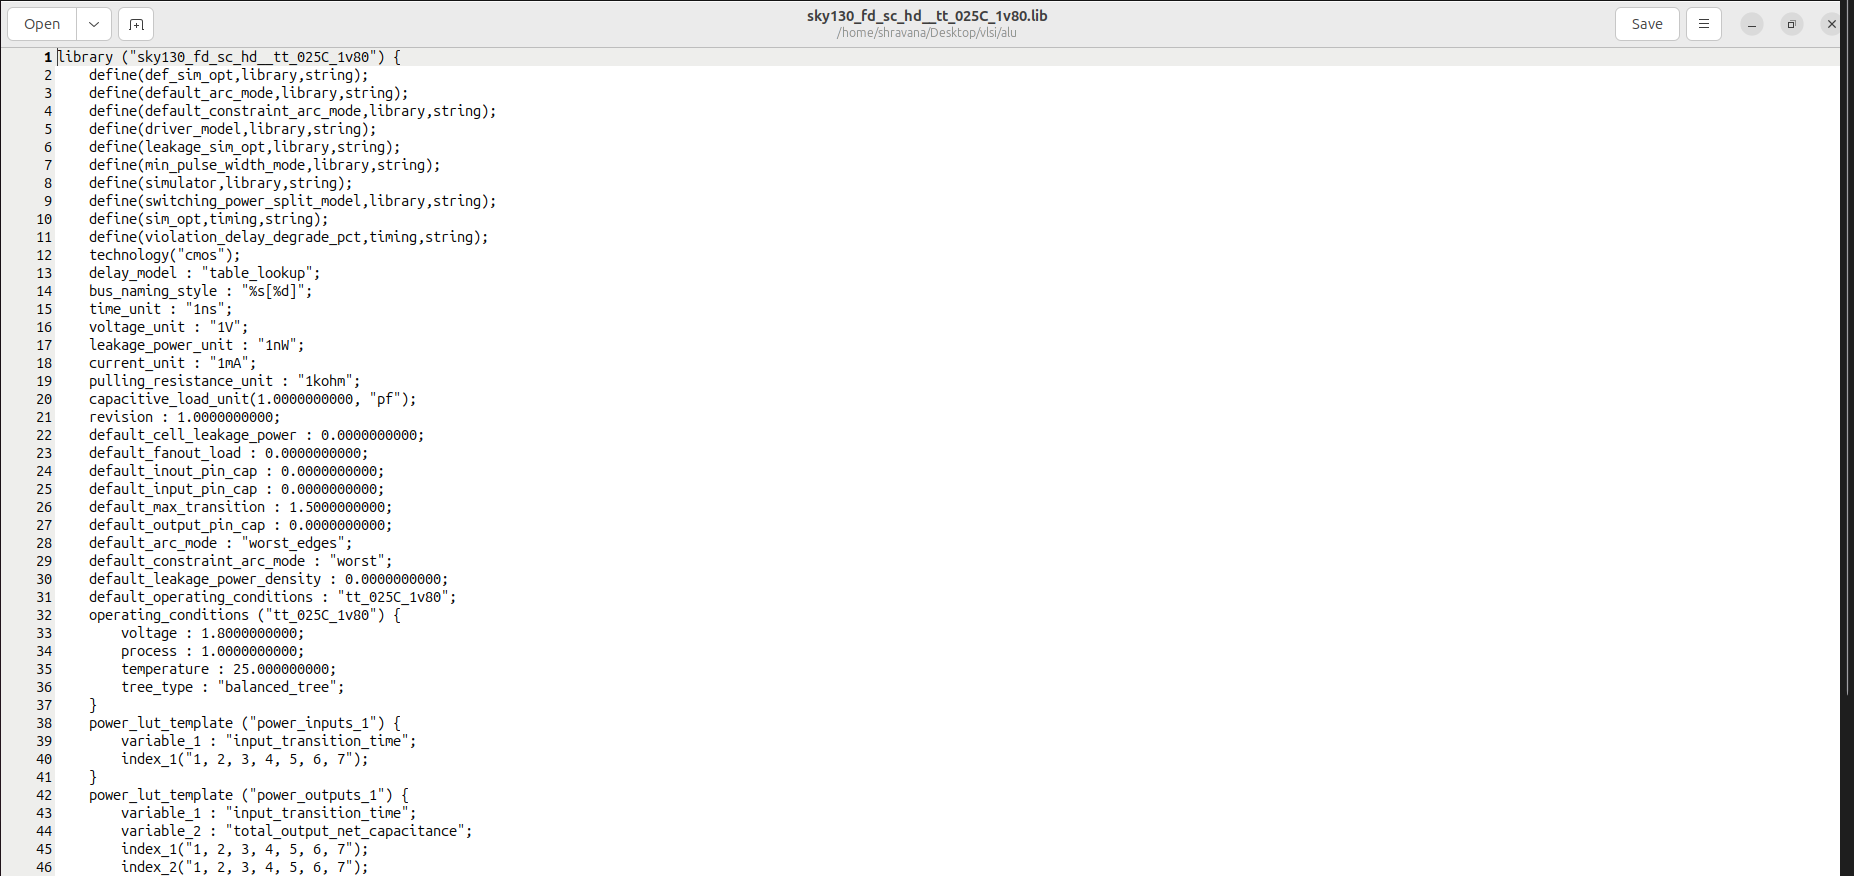 Open
sky130_fd_sc_hd__tt_025C_1v80.lib
/home/shravana/Desktop/vlsi/alu
Save
1 library ("sky130_fd_sc_hd__tt_025C_1v80") {
2 define(def_sim_opt,library,string);
3 define(default_arc_mode,library,string);
4 define(default_constraint_arc_mode,library,string);
5 define(driver_model,library,string);
6 define(leakage_sim_opt,library,string);
7 define(min_pulse_width_mode,library,string);
8 define(simulator,library,string);
9 define(switching_power_split_model,library,string);
10 define(sim_opt,timing,string);
11 define(violation_delay_degrade_pct,timing,string);
12 technology("cmos");
13 delay_model : "table_lookup";
14 bus_naming_style : "%s[%d]";
15 time_unit : "1ns";
16 voltage_unit : "1V";
17 leakage_power_unit : "1nW";
18 current_unit : "1mA";
19 pulling_resistance_unit : "1kohm";
20 capacitive_load_unit(1.0000000000, "pf");
21 revision : 1.0000000000;
22 default_cell_leakage_power : 0.0000000000;
23 default_fanout_load : 0.0000000000;
24 default_inout_pin_cap : 0.0000000000;
25 default_input_pin_cap : 0.0000000000;
26 default_max_transition : 1.5000000000;
27 default_output_pin_cap : 0.0000000000;
28 default_arc_mode : "worst_edges";
29 default_constraint_arc_mode : "worst";
30 default_leakage_power_density : 0.0000000000;
31 default_operating_conditions : "tt_025C_1v80";
32 operating_conditions ("tt_025C_1v80") {
33 voltage : 1.8000000000;
34 process : 1.0000000000;
35 temperature : 25.000000000;
36 tree_type : "balanced_tree";
37 }
38 power_lut_template ("power_inputs_1") {
39 variable_1 : "input_transition_time";
40 index_1("1, 2, 3, 4, 5, 6, 7");
41 }
42 power_lut_template ("power_outputs_1") {
43 variable_1 : "input_transition_time";
44 variable_2 : "total_output_net_capacitance";
45 index_1("1, 2, 3, 4, 5, 6, 7");
46 index_2("1, 2, 3, 4, 5, 6, 7");